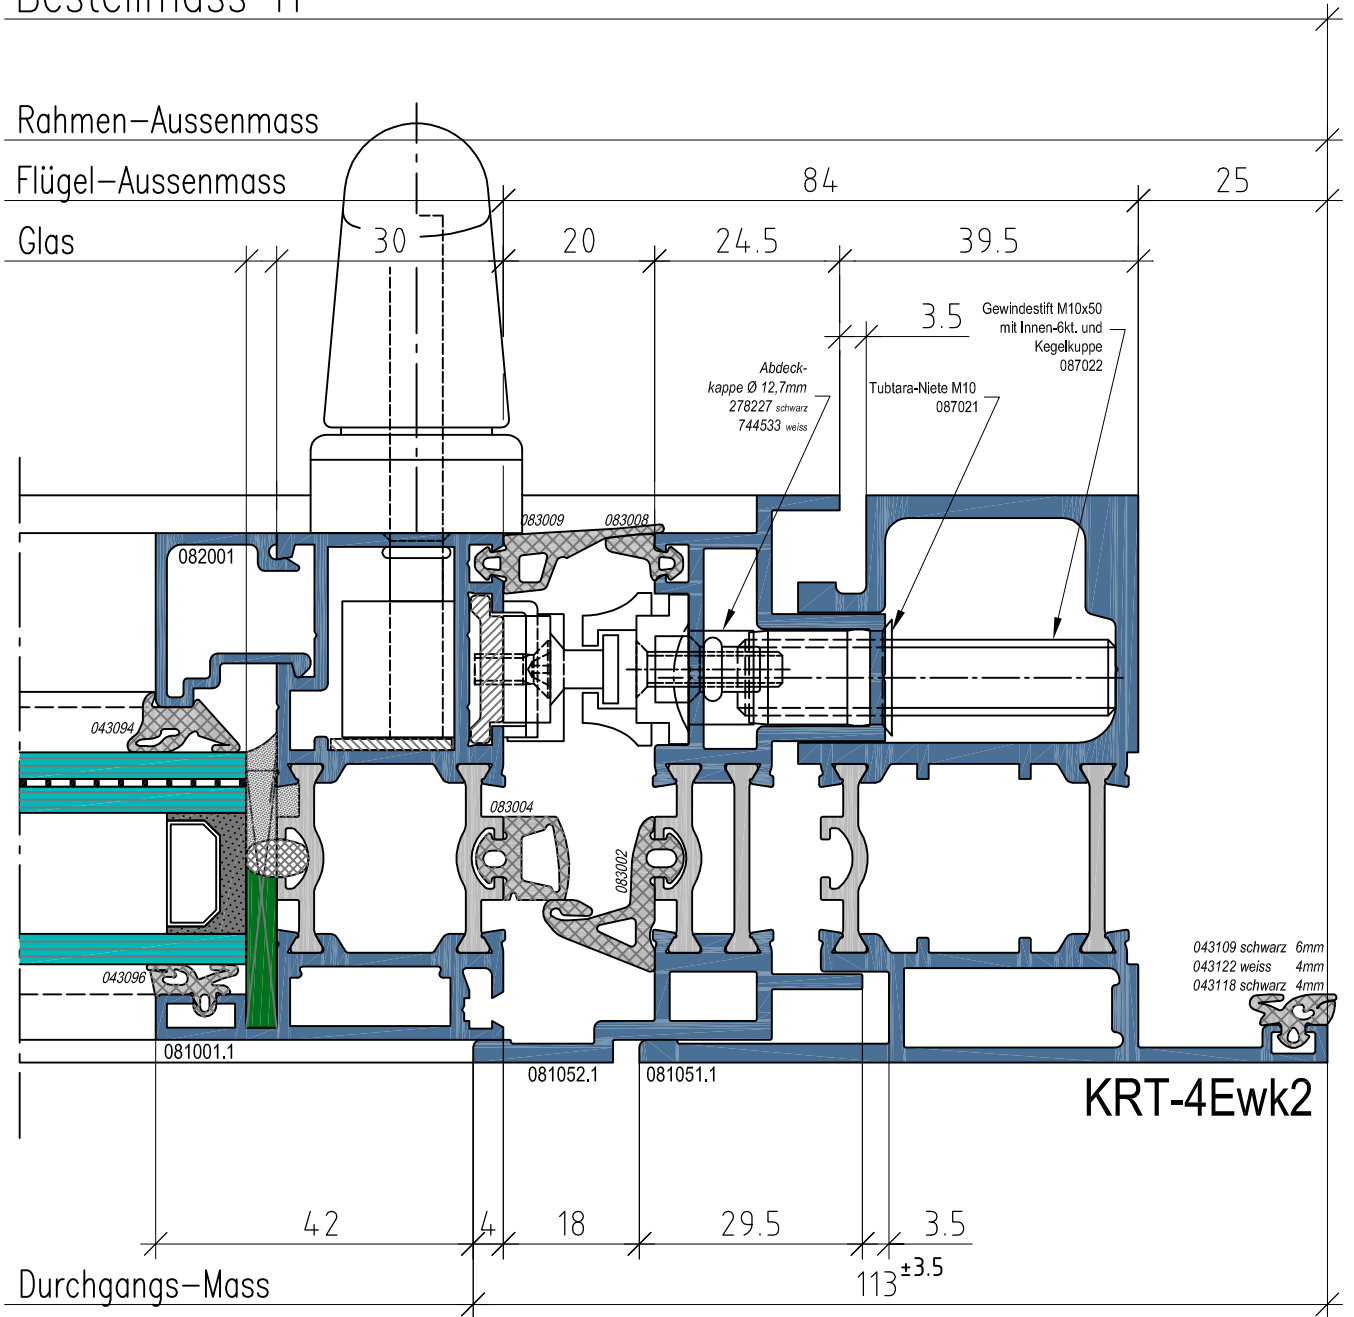 Rahmen-Aussenmass
Flügel-Aussenmass
84
25
Glas
30
20
24.5
39.5
3.5
Gewindestift M10x50
mit Innen-6kt. und
Kegelkuppe
087022
Abdeck-
kappe Ø 12,7mm
278227 schwarz
744533 weiss
Tubtara-Niete M10
087021
083009
083008
082001
043094
083004
083002
043096
043109 schwarz 6mm
043122 weiss 4mm
043118 schwarz 4mm
081001.1
081052.1
081051.1
KRT-4Ewk2
42
4
18
29.5
3.5
Durchgangs-Mass
113±3.5